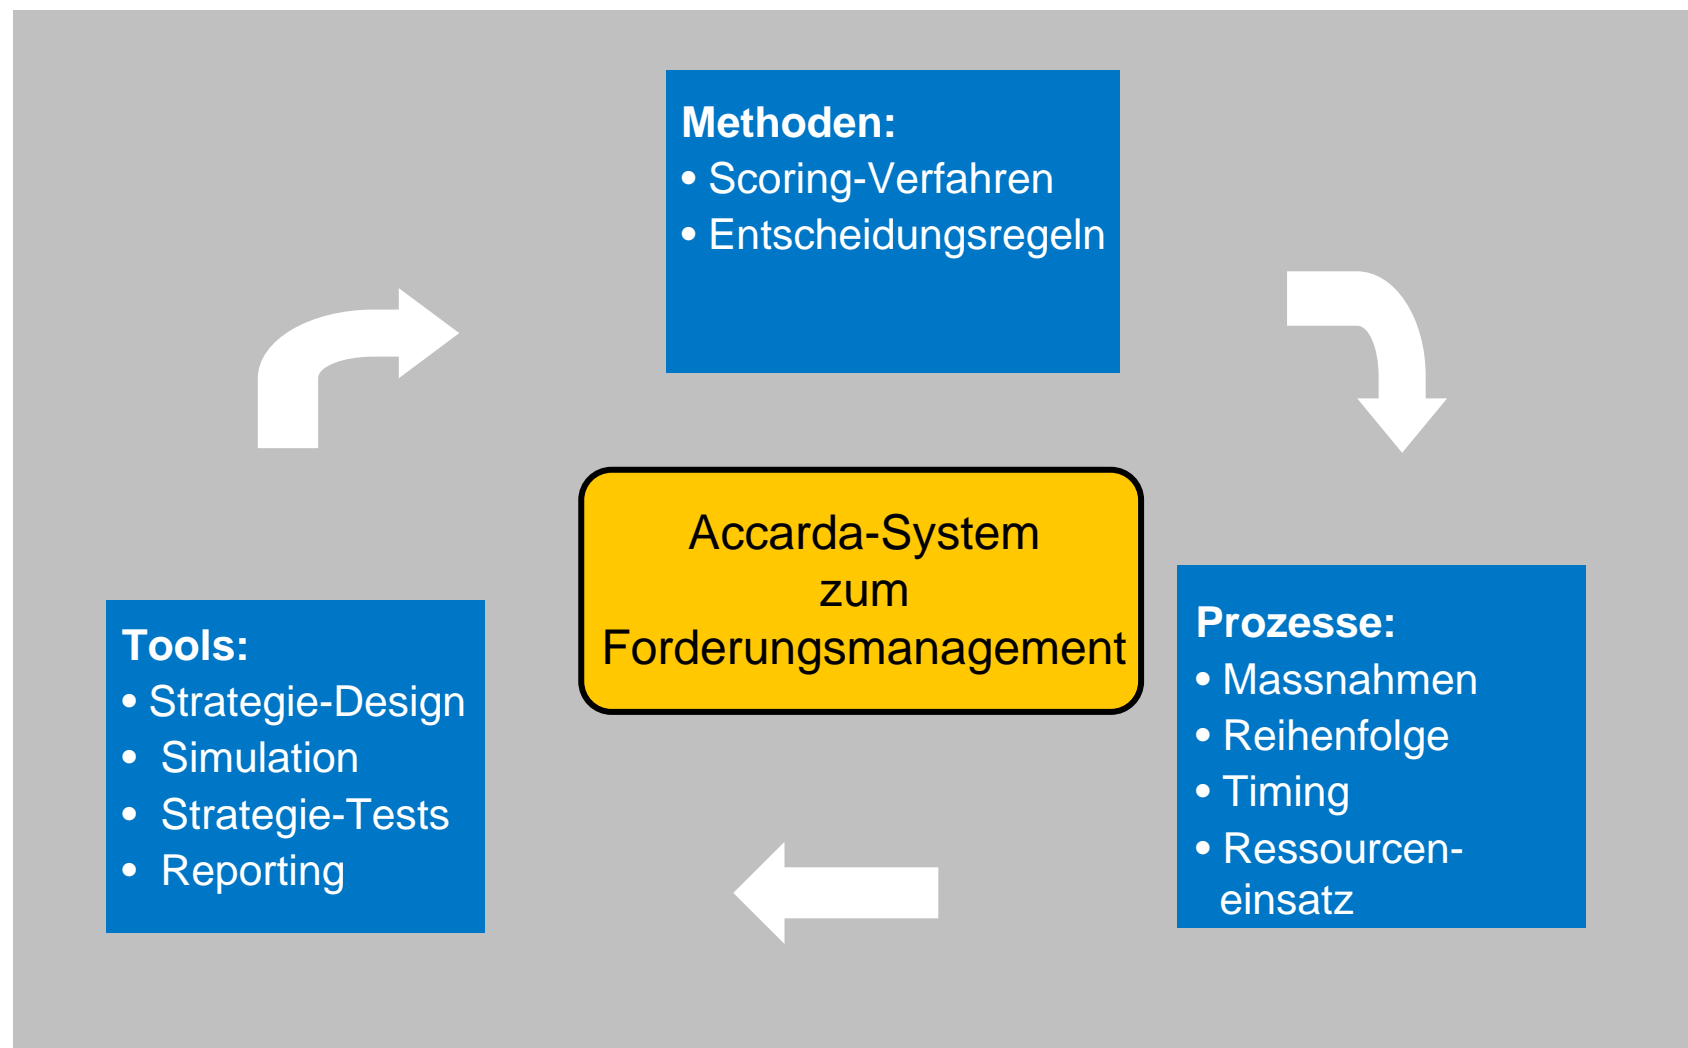 Methoden:
• Scoring-Verfahren
• Entscheidungsregeln
Accarda-System
zum
Forderungsmanagement
Tools:
• Strategie-Design
• Simulation
• Strategie-Tests
• Reporting
Prozesse:
• Massnahmen
• Reihenfolge
• Timing
• Ressourcen-
einsatz